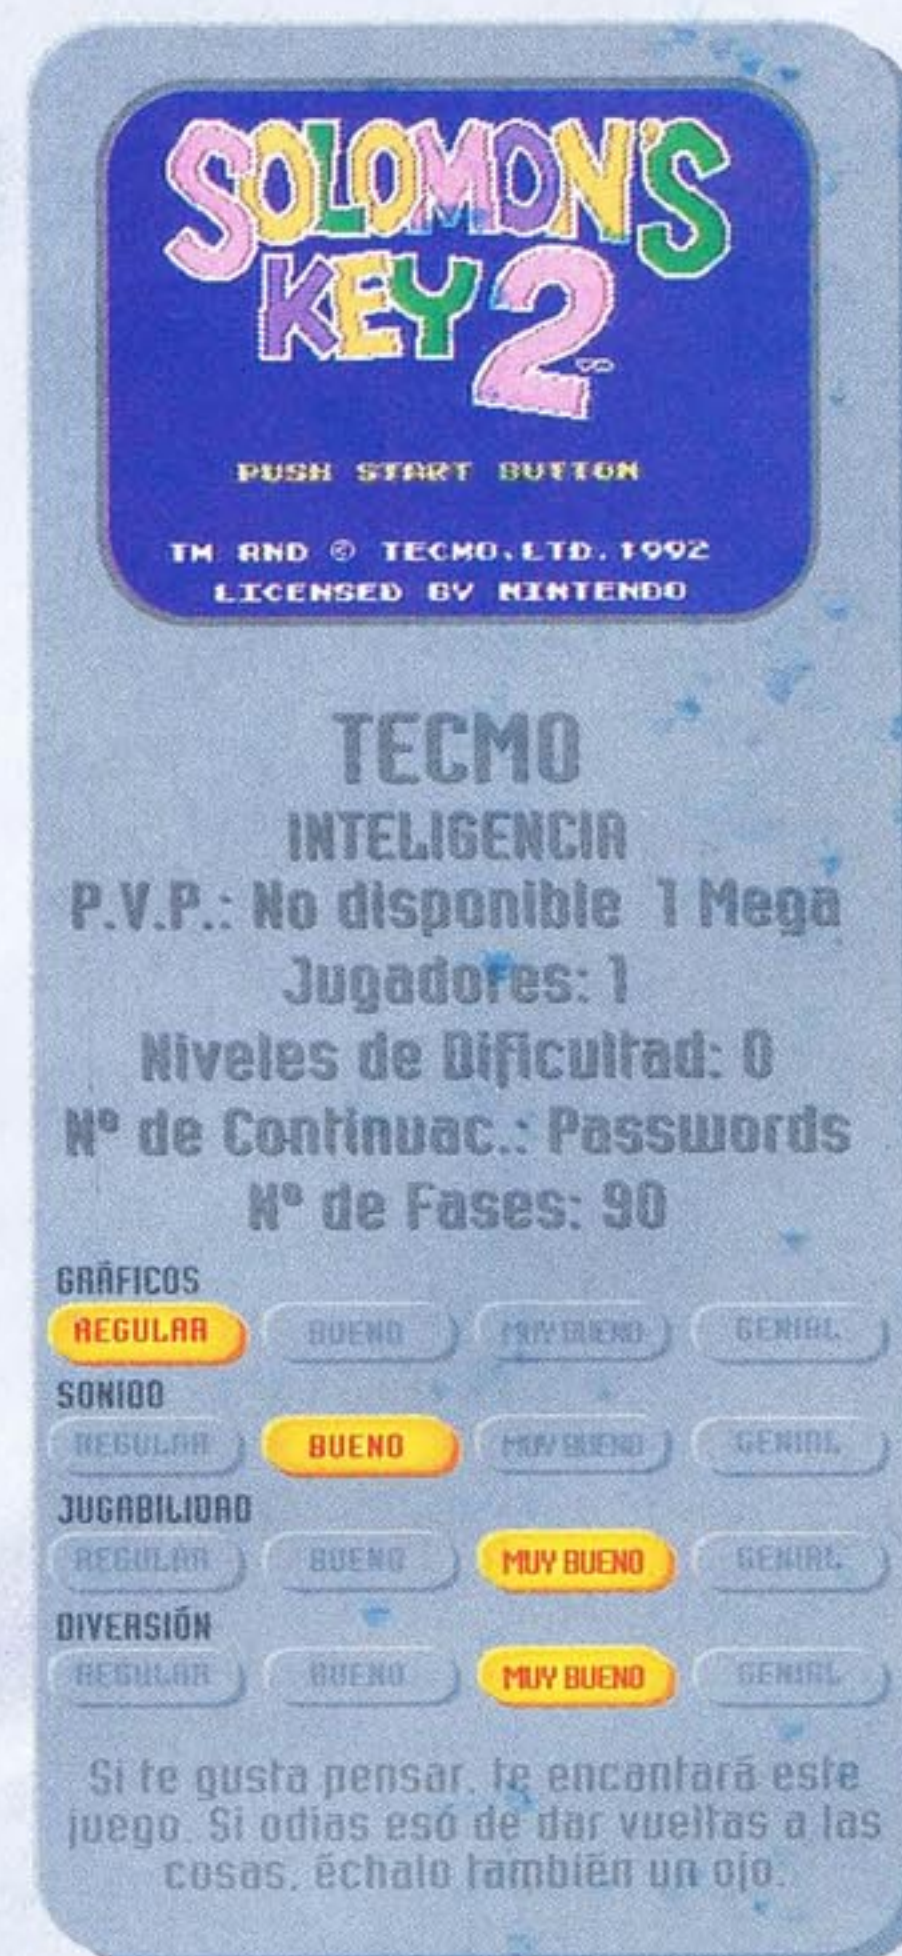 SOLOMON'S
KEY 2
PUSH START BUTTON
TM AND © TECMO,LTD.1992
LICENSED BY NINTENDO
TECMO
INTELIGENCIA
P.V.P.: No disponible 1 Mega
Jugadores: 1
Niveles de Dificultad: 0
Nº de Continuac.: Passwords
Nº de Fases: 90
GRÁFICOS
REGULAR BUENO MUY BUENO GENIAL
SONIDO
REGULAR BUENO MUY BUENO GENIAL
JUGABILIDAD
REGULAR BUENO MUY BUENO GENIAL
DIVERSIÓN
REGULAR BUENO MUY BUENO GENIAL
Si te gusta pensar, te encantará este
juego. Si odias eso de dar vueltas a las
cosas, échalo también un ojo.